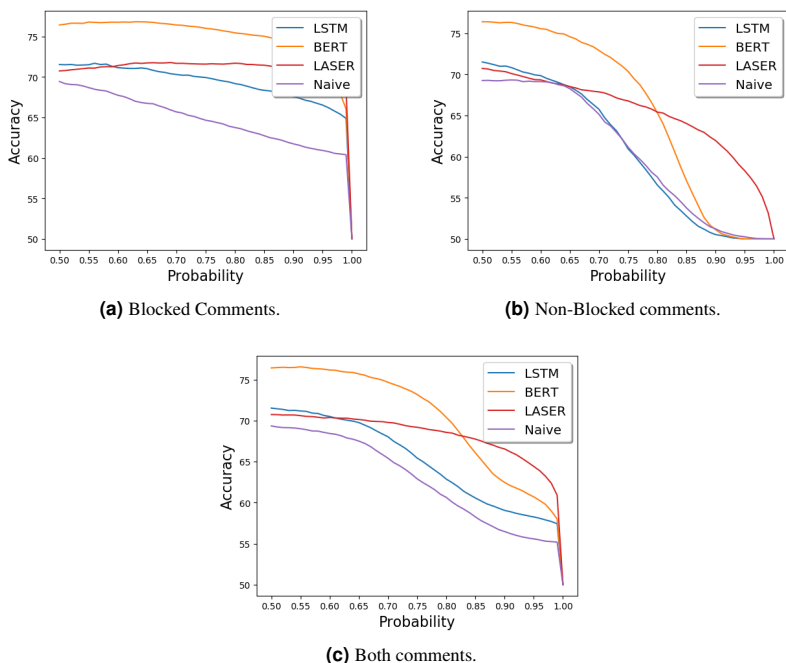 Accuracy
75
70
65
60
55
50
LSTM
BERT
LASER
Naive
0.50 0.55 0.60 0.65 0.70 0.75 0.80 0.85 0.90 0.95 1.00
Probability
(a) Blocked Comments.
Accuracy
75
70
65
60
55
50
LSTM
BERT
LASER
Naive
0.50 0.55 0.60 0.65 0.70 0.75 0.80 0.85 0.90 0.95 1.00
Probability
(b) Non-Blocked comments.
Accuracy
75
70
65
60
55
50
LSTM
BERT
LASER
Naive
0.50 0.55 0.60 0.65 0.70 0.75 0.80 0.85 0.90 0.95 1.00
Probability
(c) Both comments.